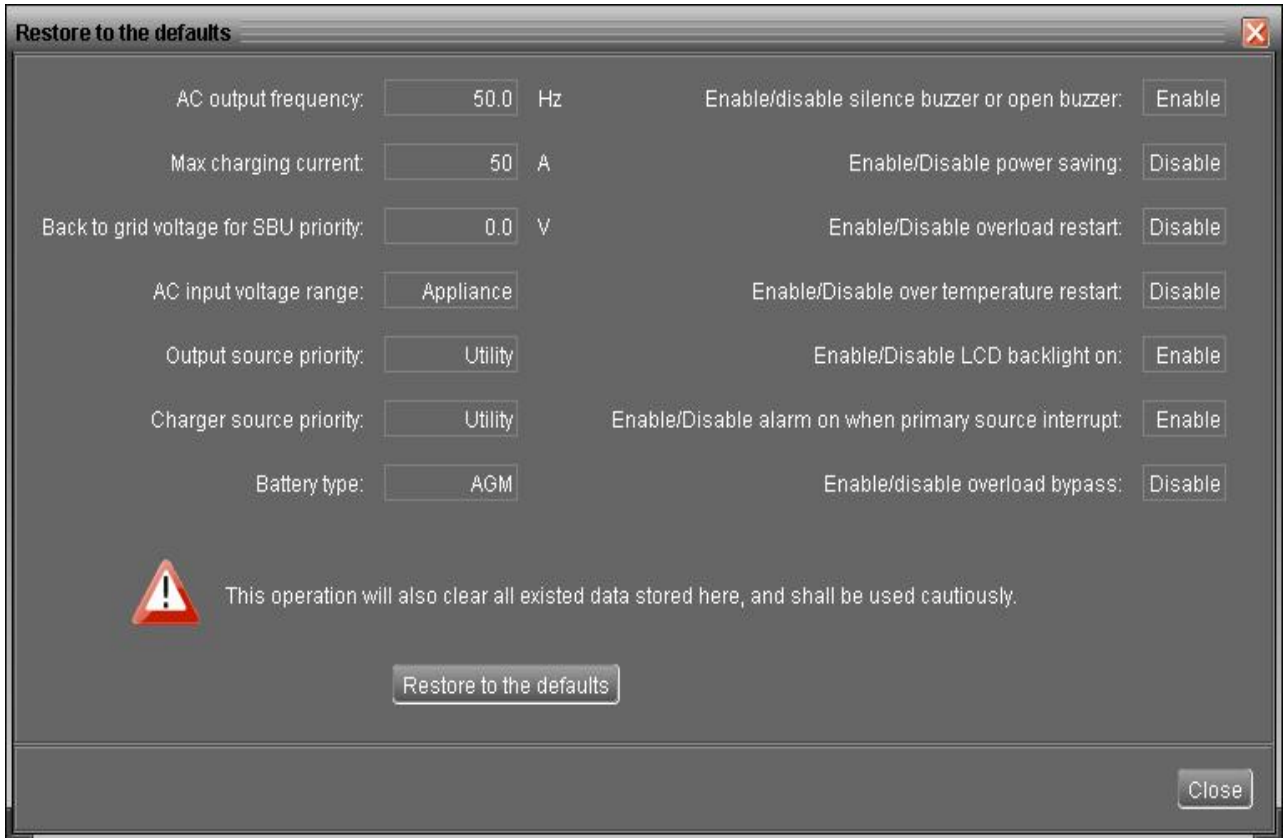 Restore to the defaults
AC output frequency: 50.0 Hz Enable/disable silence buzzer or open buzzer: Enable
Max charging current: 50 A Enable/Disable power saving: Disable
Back to grid voltage for SBU priority: 0.0 V Enable/Disable overload restart: Disable
AC input voltage range: Appliance Enable/Disable over temperature restart: Disable
Output source priority: Utility Enable/Disable LCD backlight on: Enable
Charger source priority: Utility Enable/Disable alarm on when primary source interrupt: Enable
Battery type: AGM Enable/disable overload bypass: Disable
This operation will also clear all existed data stored here, and shall be used cautiously.
Restore to the defaults
Close